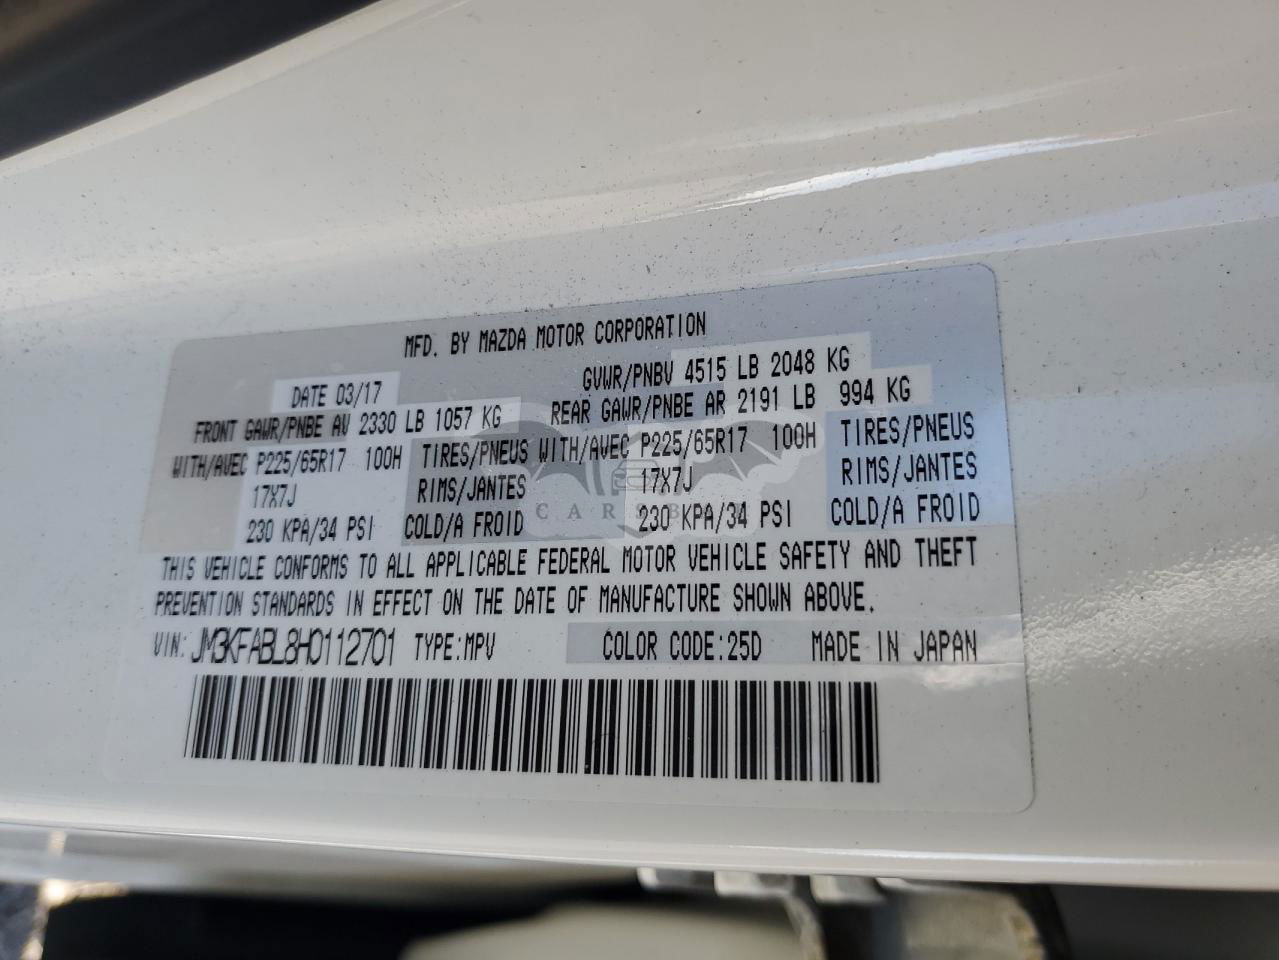 MFD. BY MAZDA MOTOR CORPORATION
DATE 03/17 GVWR/PNBV 4515 LB 2048 KG
FRONT GAWR/PNBE AV 2330 LB 1057 KG REAR GAWR/PNBE AR 2191 LB 994 KG
WITH/AVEC P225/65R17 100H TIRES/PNEUS WITH/AVEC P225/65R17 100H TIRES/PNEUS
17X7J RIMS/JANTES 17X7J RIMS/JANTES
230 KPA/34 PSI COLD/A FROID 230 KPA/34 PSI COLD/A FROID
THIS VEHICLE CONFORMS TO ALL APPLICABLE FEDERAL MOTOR VEHICLE SAFETY AND THEFT
PREVENTION STANDARDS IN EFFECT ON THE DATE OF MANUFACTURE SHOWN ABOVE.
VIN: JM3KFABL8H0112701 TYPE:MPV COLOR CODE:25D MADE IN JAPAN